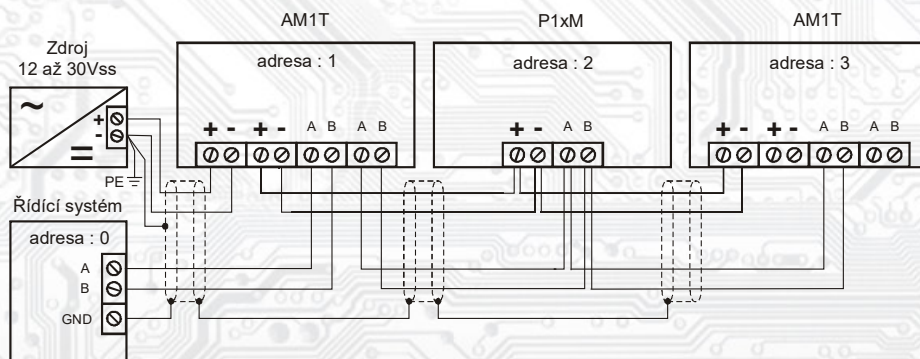 AM1T
P1xM
AM1T
Zdroj
12 až 30Vss
adresa : 1
adresa : 2
adresa : 3
~
+
-
=
+ - + - A B A B
+ - A B
+ - + - A B A B
PE
Řídící systém
adresa : 0
A
B
GND